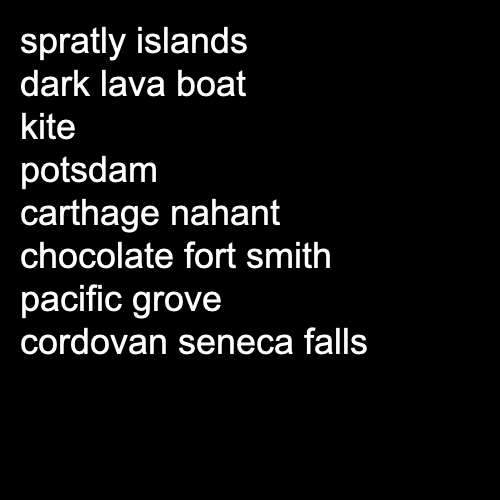 spratly islands
dark lava boat
kite
potsdam
carthage nahant
chocolate fort smith
pacific grove
cordovan seneca falls